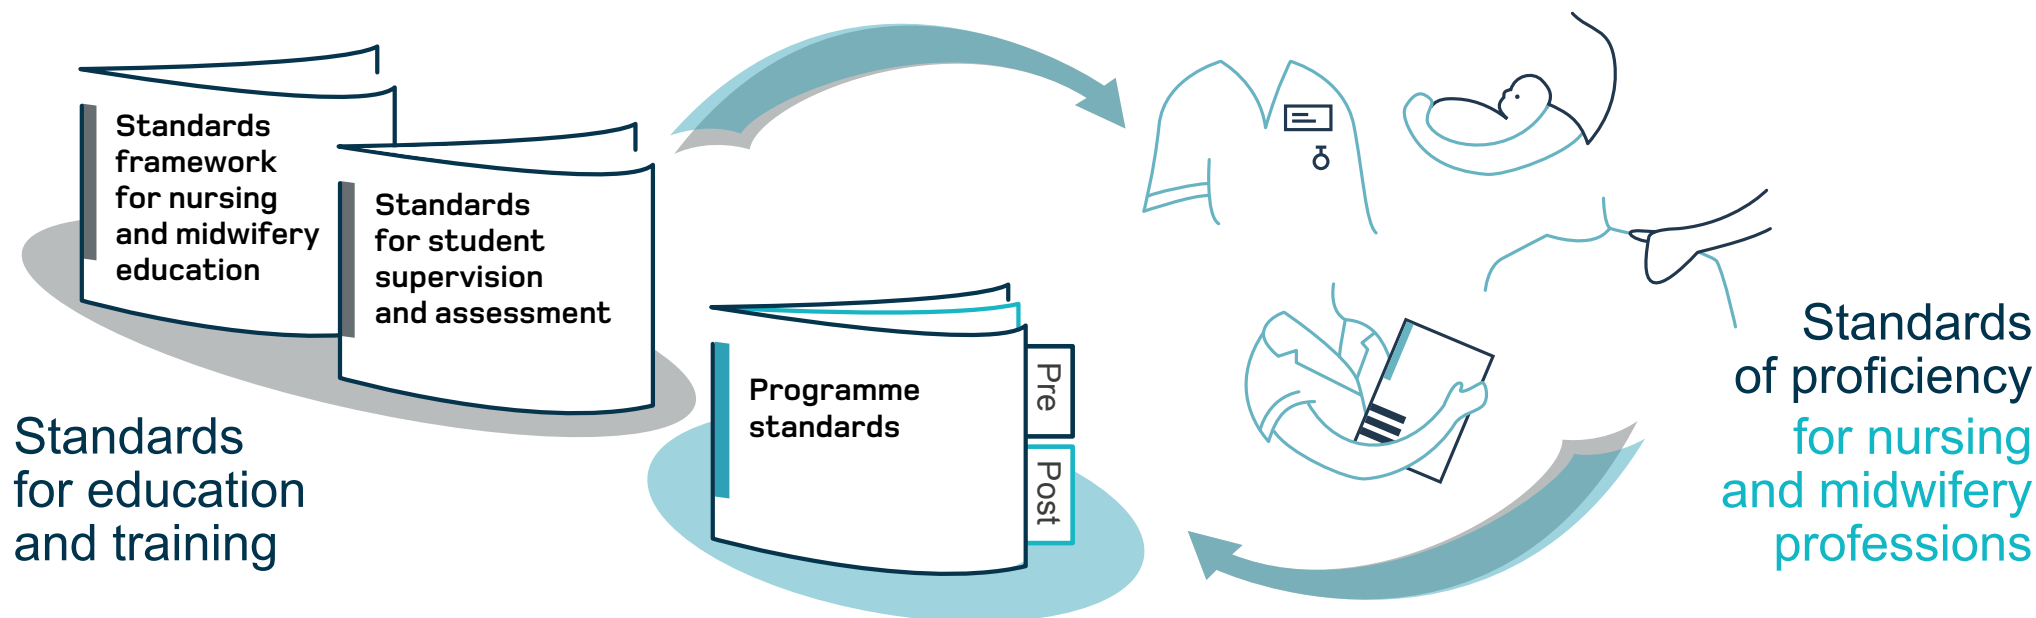 Standards
framework
for nursing
and midwifery
education
Standards
for student
supervision
and assessment
Programme
standards
Pre
Post
Standards
for education
and training
Standards
of proficiency
for nursing
and midwifery
professions